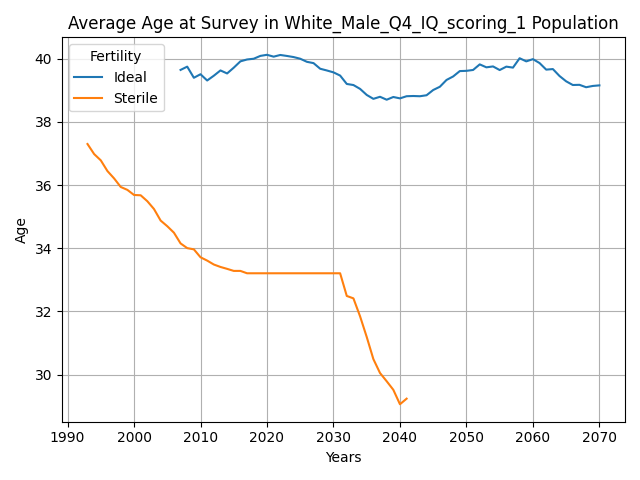 Average Age at Survey in White_Male_Q4_IQ_scoring_1 Population
Fertility
Ideal
Sterile
Age
40
38
36
34
32
30
1990 2000 2010 2020 2030 2040 2050 2060 2070
Years